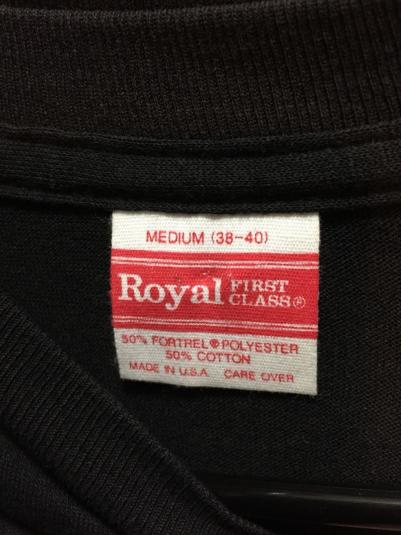 MEDIUM (38-40)
Royal FIRST CLASS®
50% FORTREL® POLYESTER
50% COTTON
MADE IN U.S.A. CARE OVER